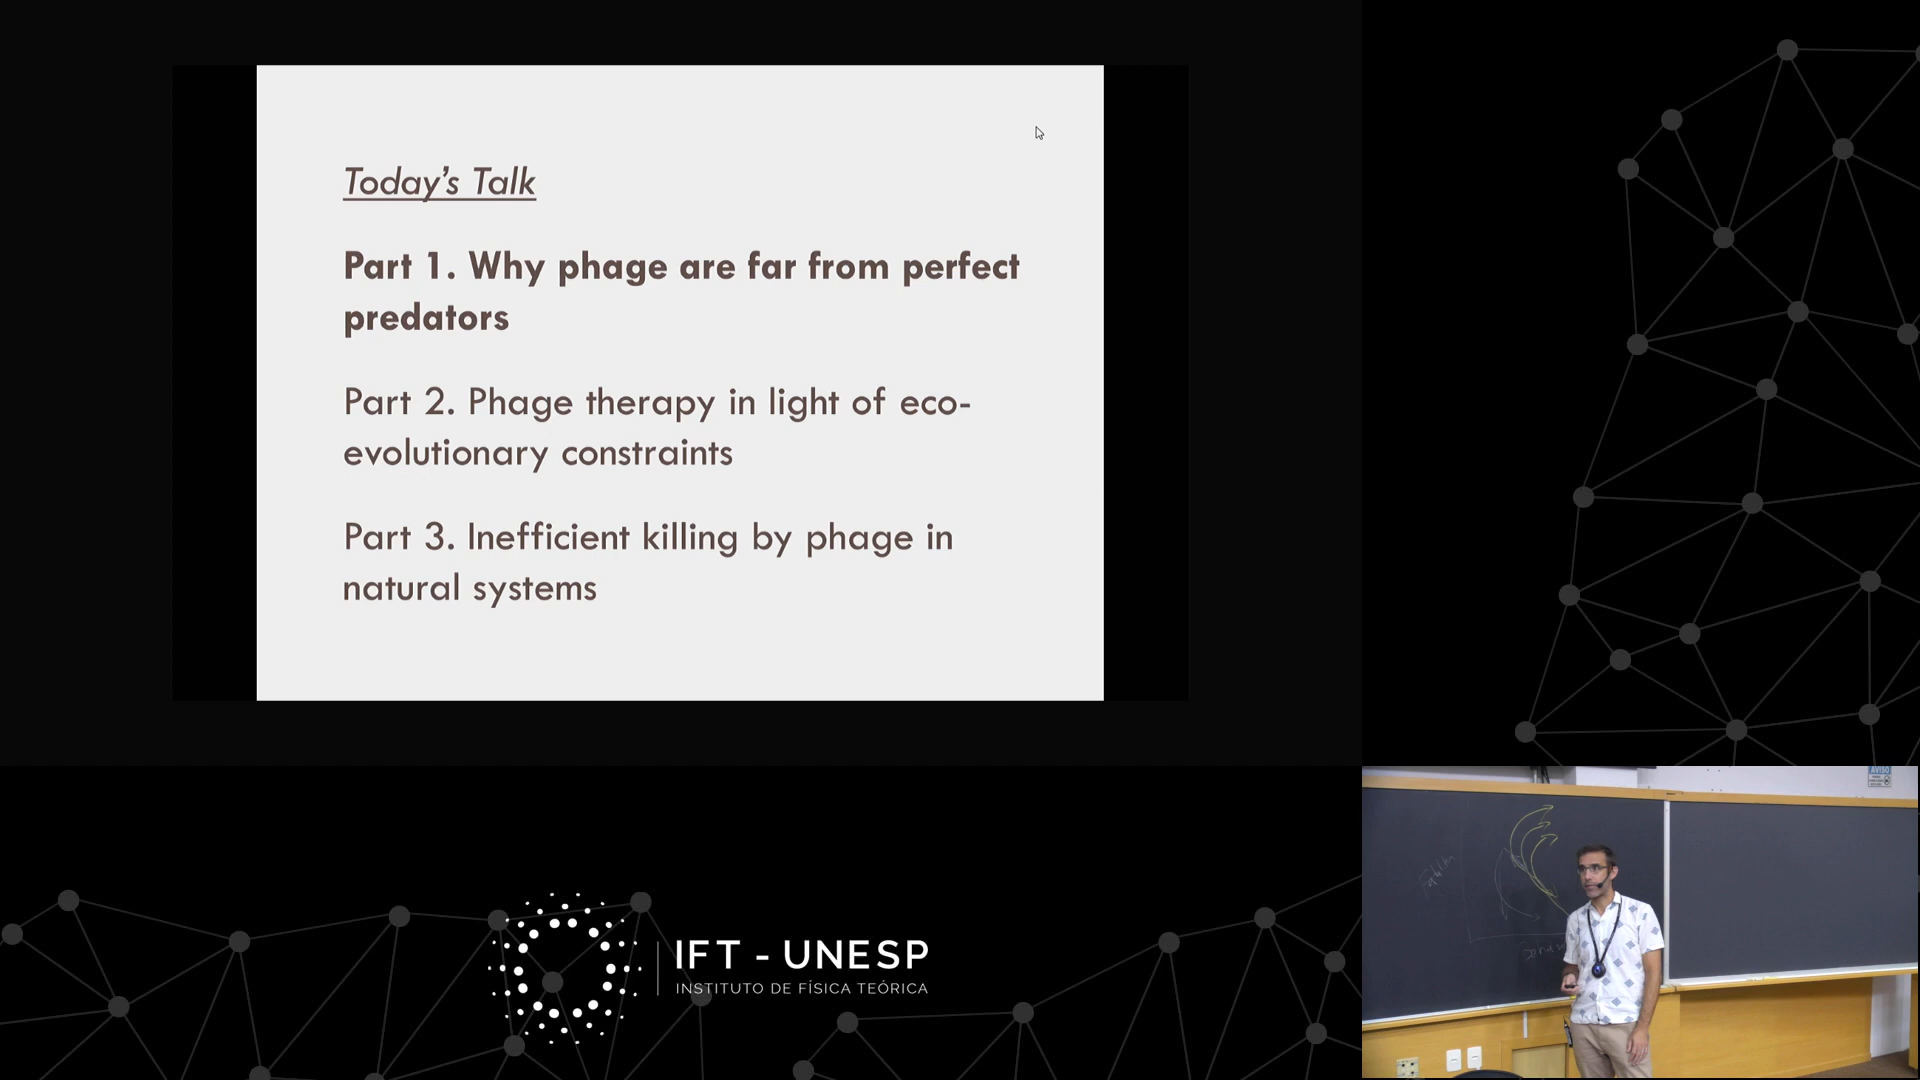 Today's Talk
Part 1. Why phage are far from perfect
predators
Part 2. Phage therapy in light of eco-
evolutionary constraints
Part 3. Inefficient killing by phage in
natural systems
IFT - UNESP
INSTITUTO DE FÍSICA TEÓRICA
AVISO